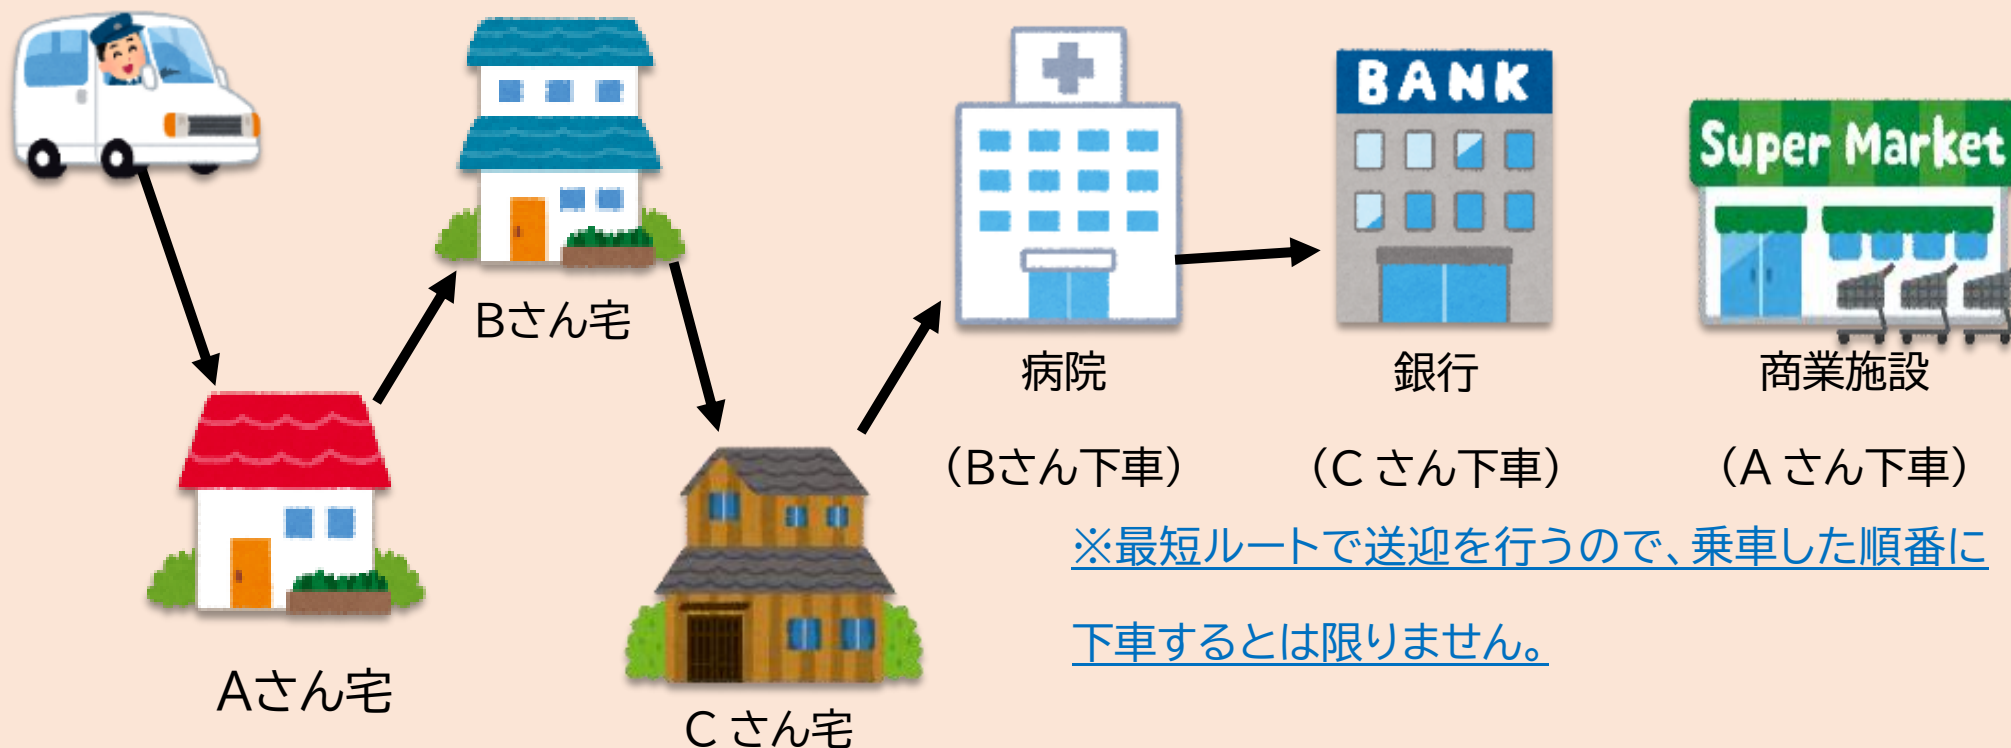 BANK
Super Market
Bさん宅
病院
銀行
商業施設
(Bさん下車)
(C さん下車)
(A さん下車)
※最短ルートで送迎を行うので、乗車した順番に
下車するとは限りません。
Aさん宅
C さん宅